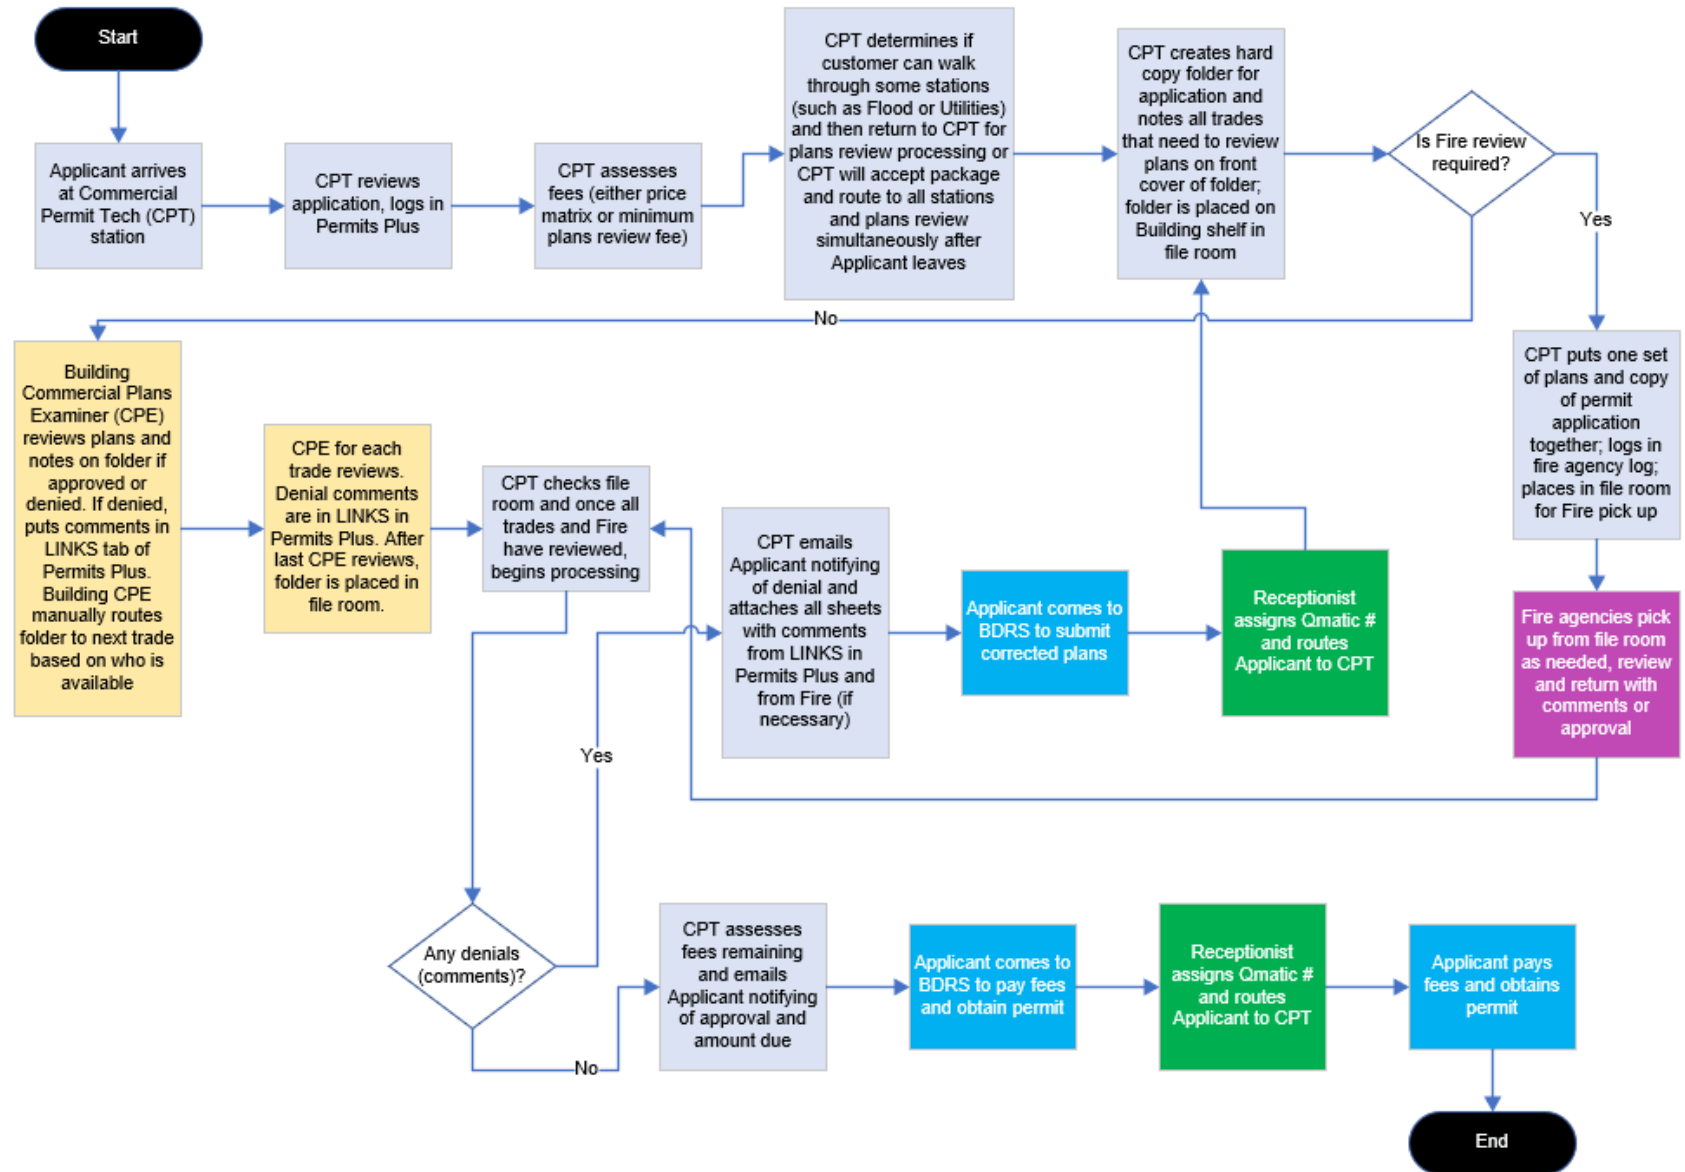 Start
Applicant arrives
at Commercial
Permit Tech (CPT)
station
CPT reviews
application, logs in
Permits Plus
CPT assesses
fees (either price
matrix or minimum
plans review fee)
CPT determines if
customer can walk
through some stations
(such as Flood or Utilities)
and then return to CPT for
plans review processing or
CPT will accept package
and route to all stations
and plans review
simultaneously after
Applicant leaves
CPT creates hard
copy folder for
application and
notes all trades
that need to review
plans on front
cover of folder;
folder is placed on
Building shelf in
file room
Is Fire review
required?
Yes
No
CPT puts one set
of plans and copy
of permit
application
together; logs in
fire agency log;
places in file room
for Fire pick up
Fire agencies pick
up from file room
as needed, review
and return with
comments or
approval
Building
Commercial Plans
Examiner (CPE)
reviews plans and
notes on folder if
approved or
denied. If denied,
puts comments in
LINKS tab of
Permits Plus.
Building CPE
manually routes
folder to next trade
based on who is
available
CPE for each
trade reviews.
Denial comments
are in LINKS in
Permits Plus. After
last CPE reviews,
folder is placed in
file room.
CPT checks file
room and once all
trades and Fire
have reviewed,
begins processing
CPT emails
Applicant notifying
of denial and
attaches all sheets
with comments
from LINKS in
Permits Plus and
from Fire (if
necessary)
Applicant comes to
BDRS to submit
corrected plans
Receptionist
assigns Qmatic #
and routes
Applicant to CPT
Yes
Any denials
(comments)?
No
CPT assesses
fees remaining
and emails
Applicant notifying
of approval and
amount due
Applicant comes to
BDRS to pay fees
and obtain permit
Receptionist
assigns Qmatic #
and routes
Applicant to CPT
Applicant pays
fees and obtains
permit
End